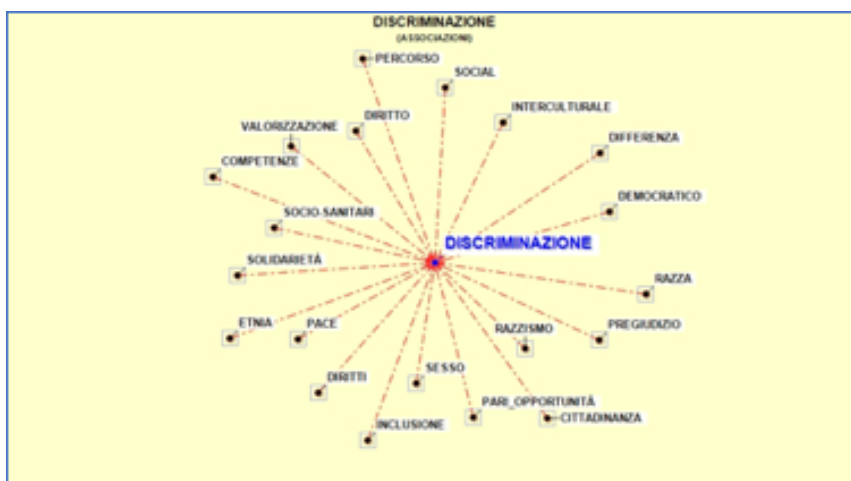 DISCRIMINAZIONE
(ASSOCIAZIONI)
PERCORSO
SOCIAL
INTERCULTURALE
DIRITTO
VALORIZZAZIONE
DIFFERENZA
COMPETENZE
DEMOCRATICO
SOCIO-SANITARI
DISCRIMINAZIONE
SOLIDARIETÀ
RAZZA
ETNIA
PACE
RAZZISMO
PREGIUDIZIO
DIRITTI
SESSO
PARI_OPPORTUNITÀ
INCLUSIONE
CITTADINANZA